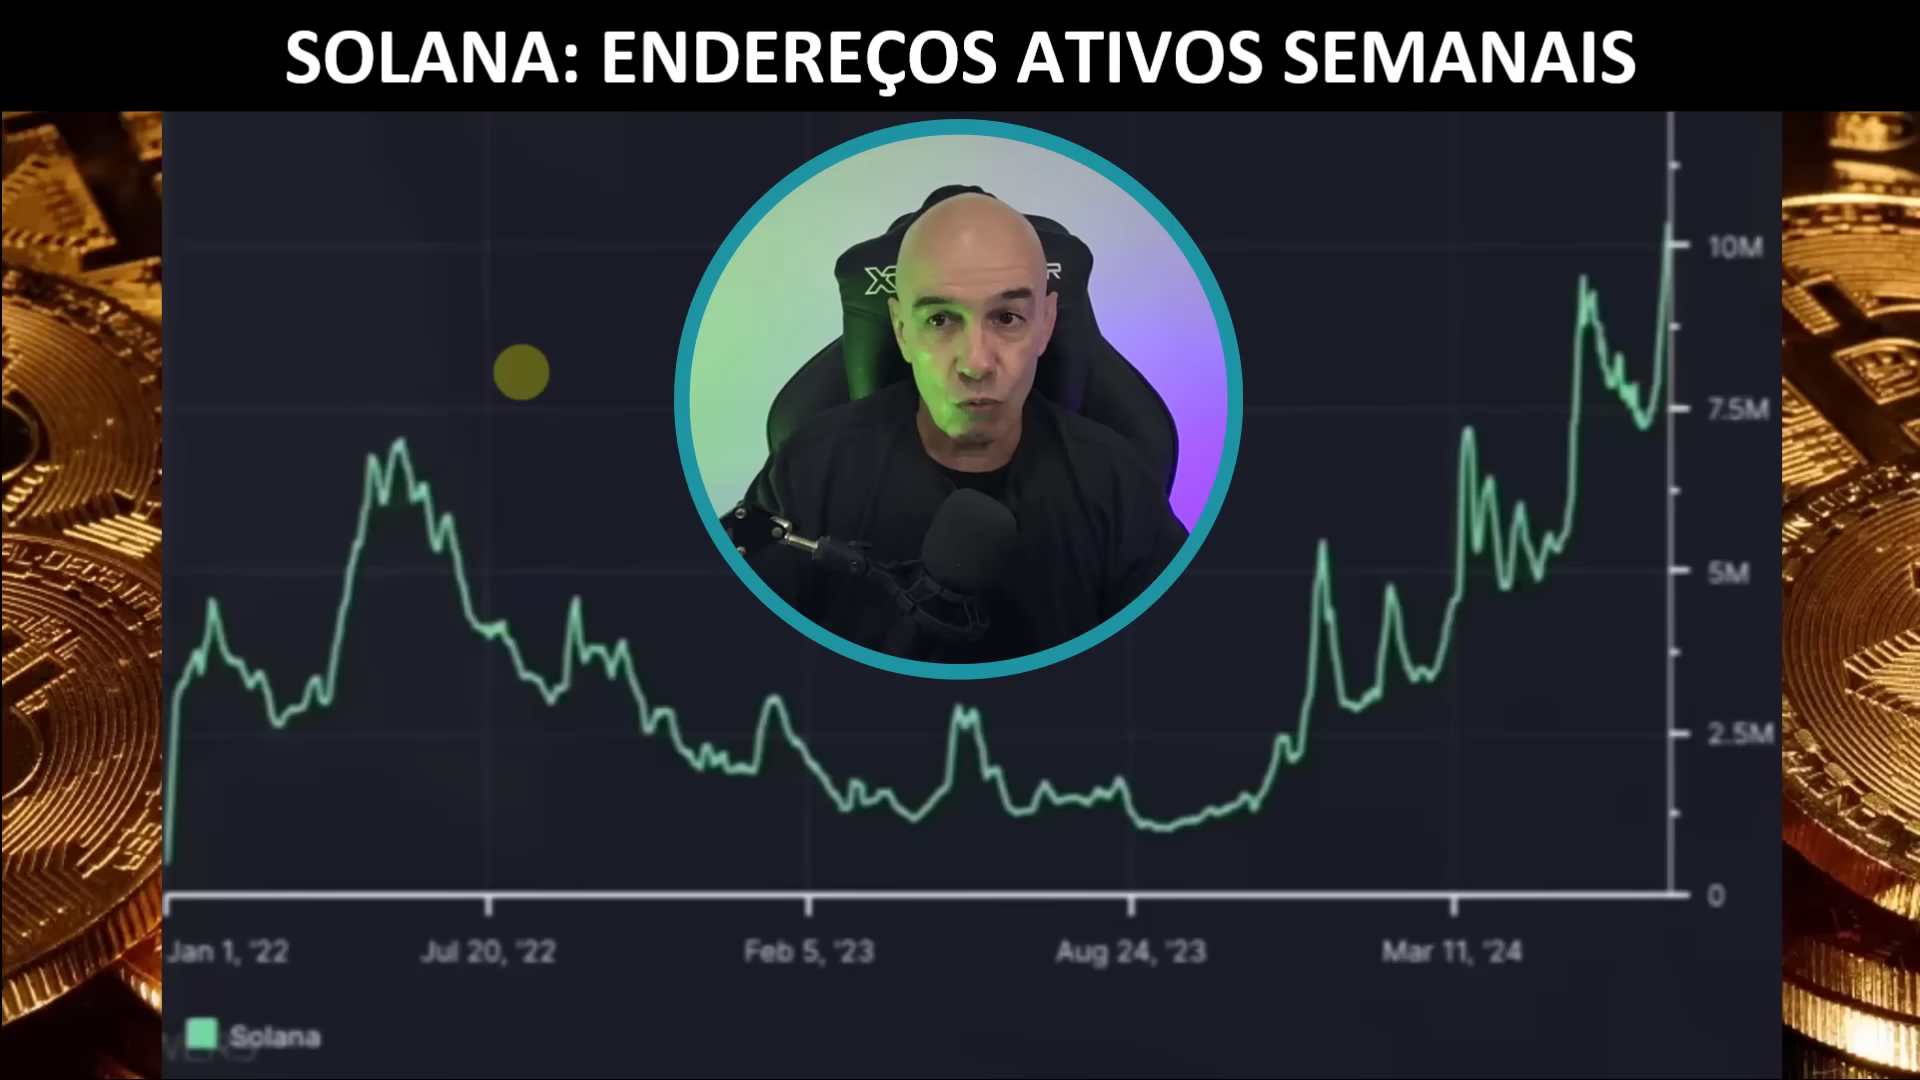 SOLANA: ENDEREÇOS ATIVOS SEMANAIS
10M
7.5M
5M
2.5M
0
Jan 1, '22
Jul 20, '22
Feb 5, '23
Aug 24, '23
Mar 11, '24
Solana